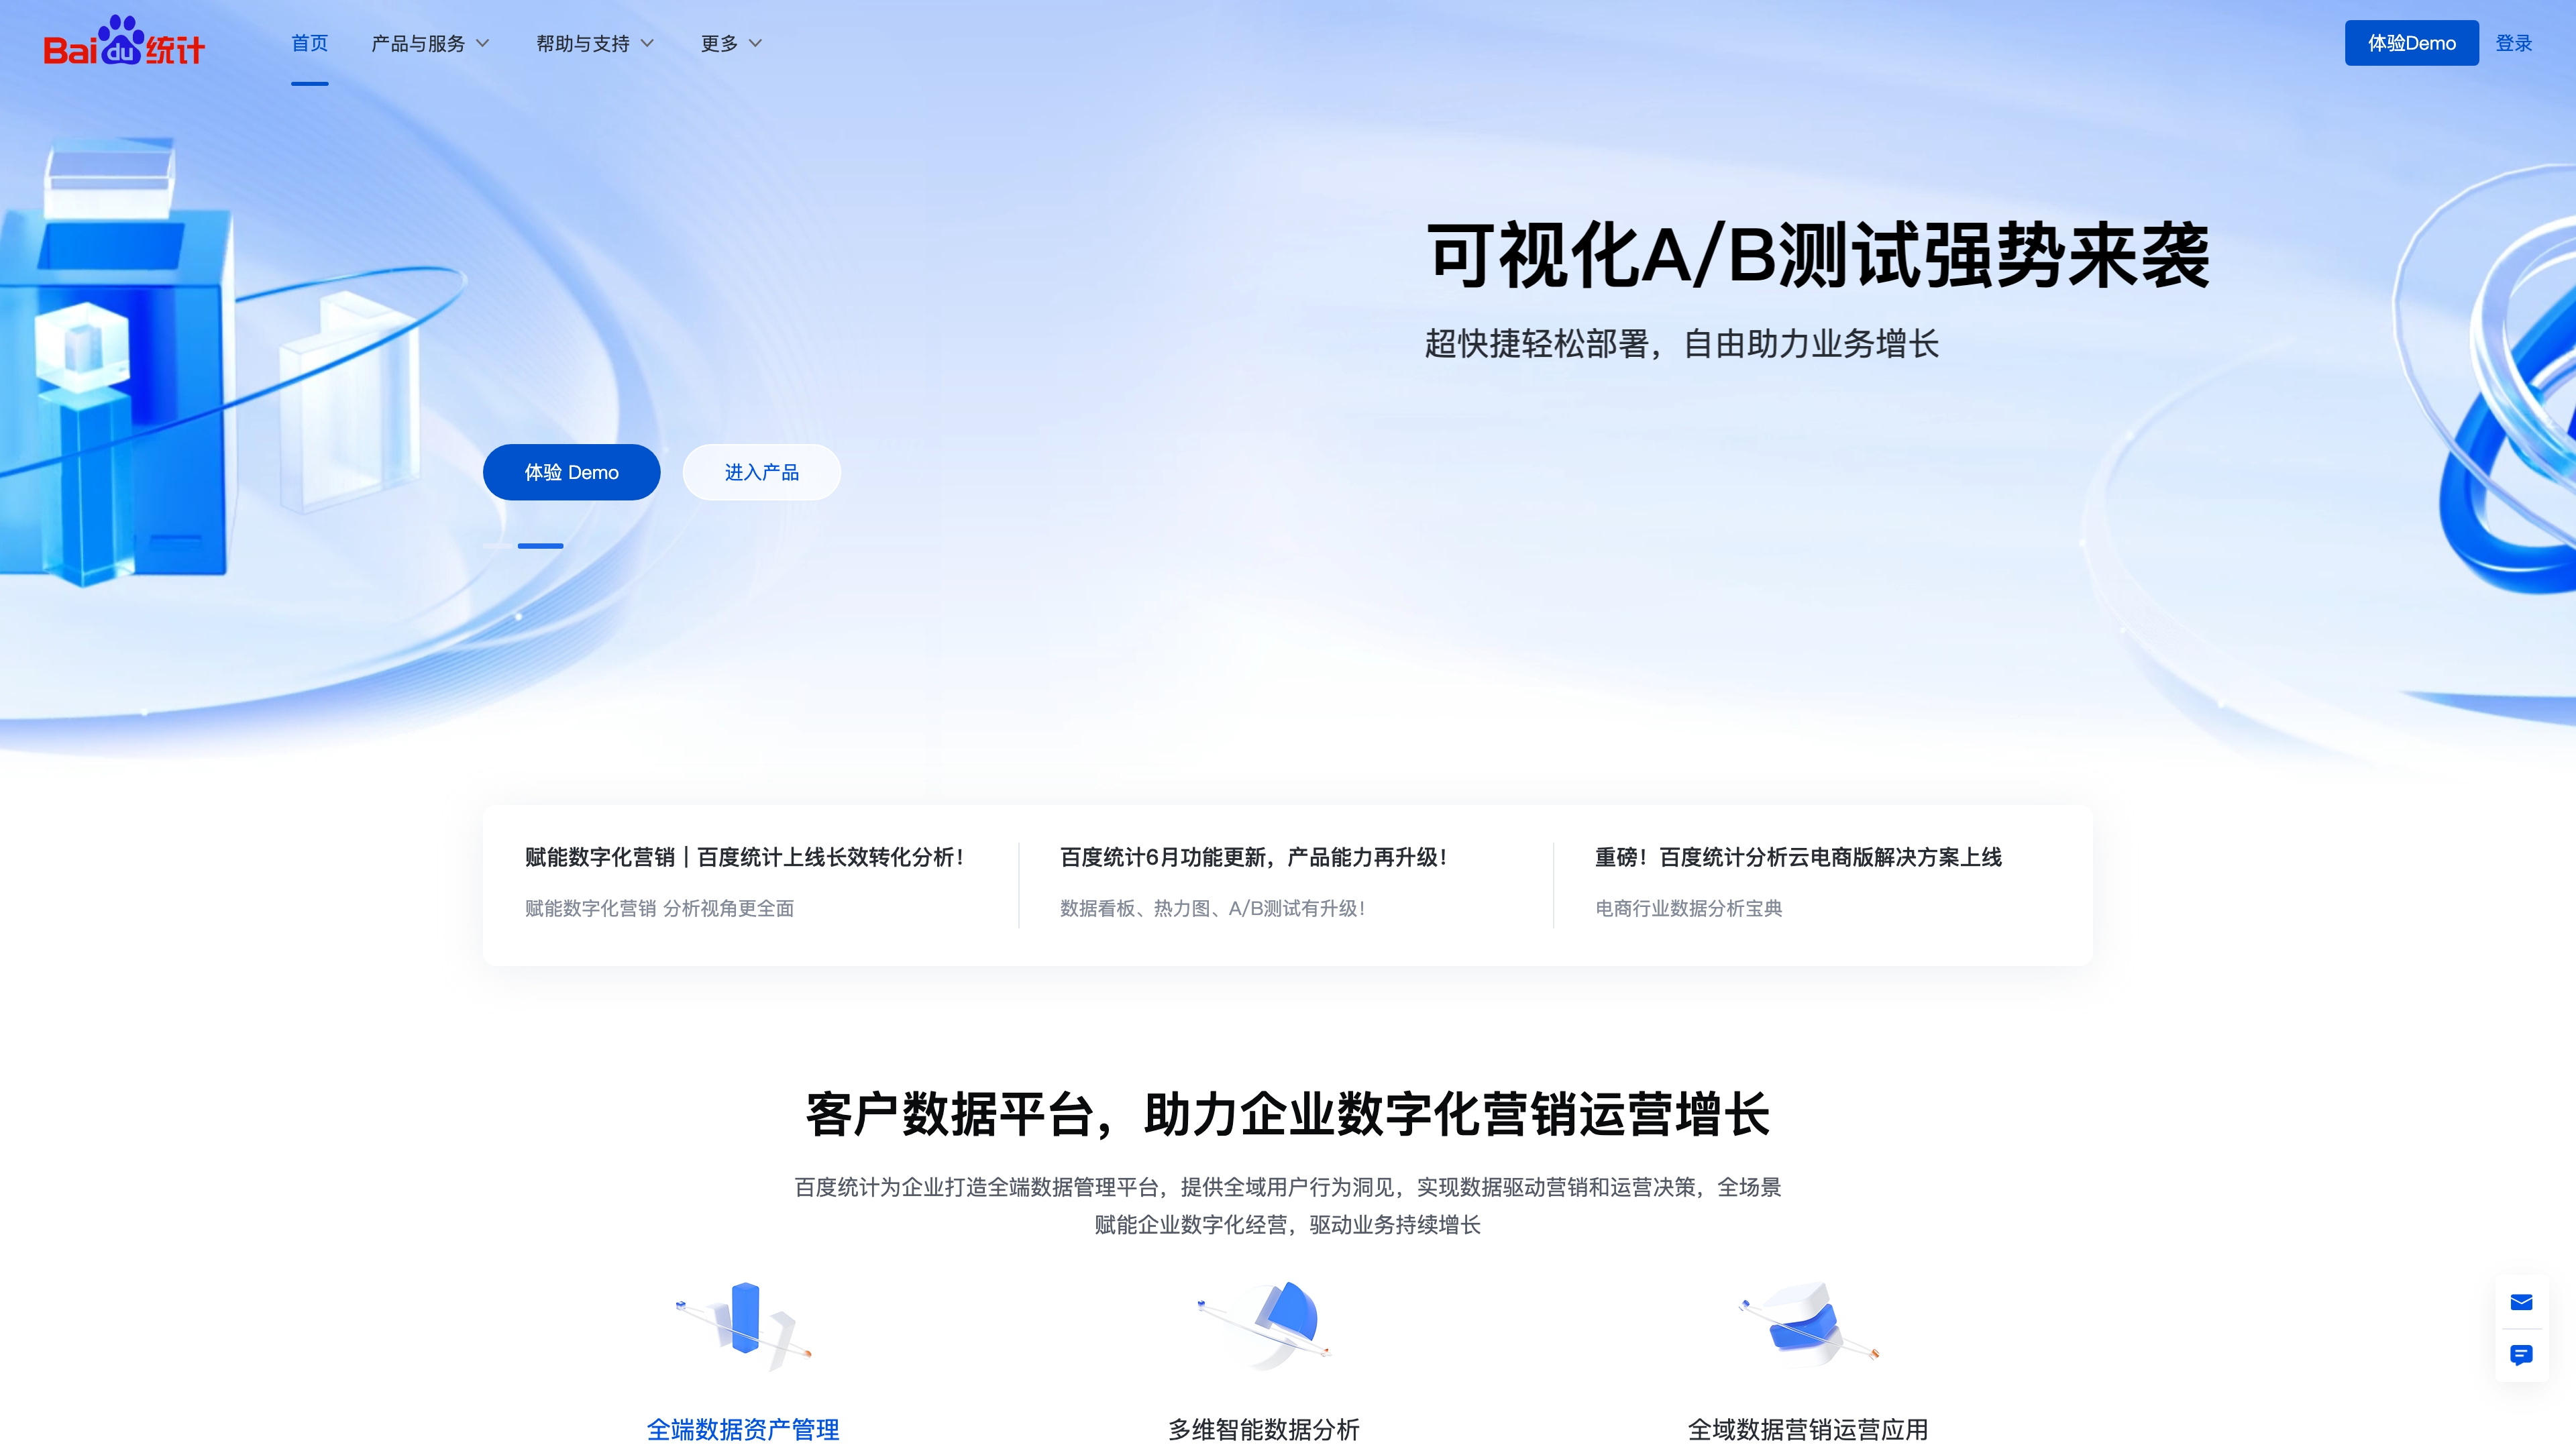 Baidu统计
首页
产品与服务
帮助与支持
更多
体验Demo
登录
可视化A/B测试强势来袭
超快捷轻松部署，自由助力业务增长
体验 Demo
进入产品
赋能数字化营销｜百度统计上线长效转化分析！
赋能数字化营销 分析视角更全面
百度统计6月功能更新，产品能力再升级！
数据看板、热力图、A/B测试有升级！
重磅！百度统计分析云电商版解决方案上线
电商行业数据分析宝典
客户数据平台，助力企业数字化营销运营增长
百度统计为企业打造全端数据管理平台，提供全域用户行为洞见，实现数据驱动营销和运营决策，全场景
赋能企业数字化经营，驱动业务持续增长
全端数据资产管理
多维智能数据分析
全域数据营销运营应用